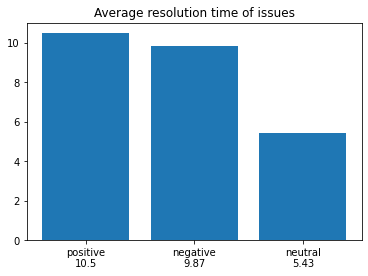 Average resolution time of issues
10
8
6
4
2
0
positive negative neutral
10.5 9.87 5.43